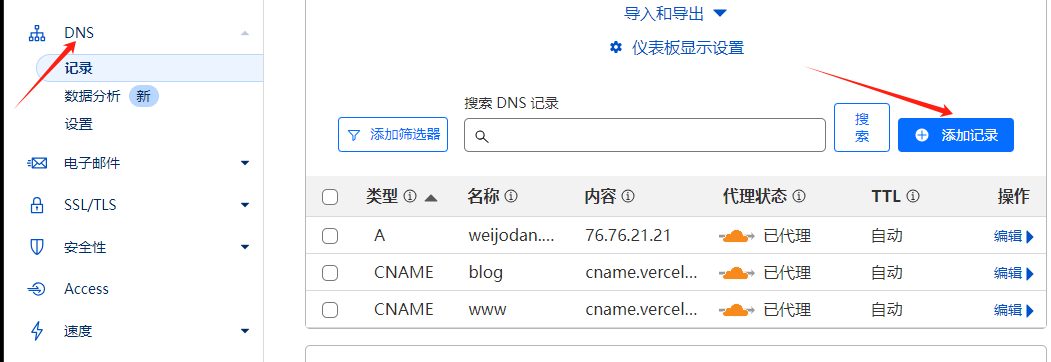 DNS
记录
数据分析 新
设置
电子邮件
SSL/TLS
安全性
Access
速度
导入和导出
仪表板显示设置
搜索 DNS 记录
添加筛选器
搜索
添加记录
类型 名称 内容 代理状态 TTL 操作
A weijodan.... 76.76.21.21 已代理 自动 编辑
CNAME blog cname.vercel... 已代理 自动 编辑
CNAME www cname.vercel... 已代理 自动 编辑